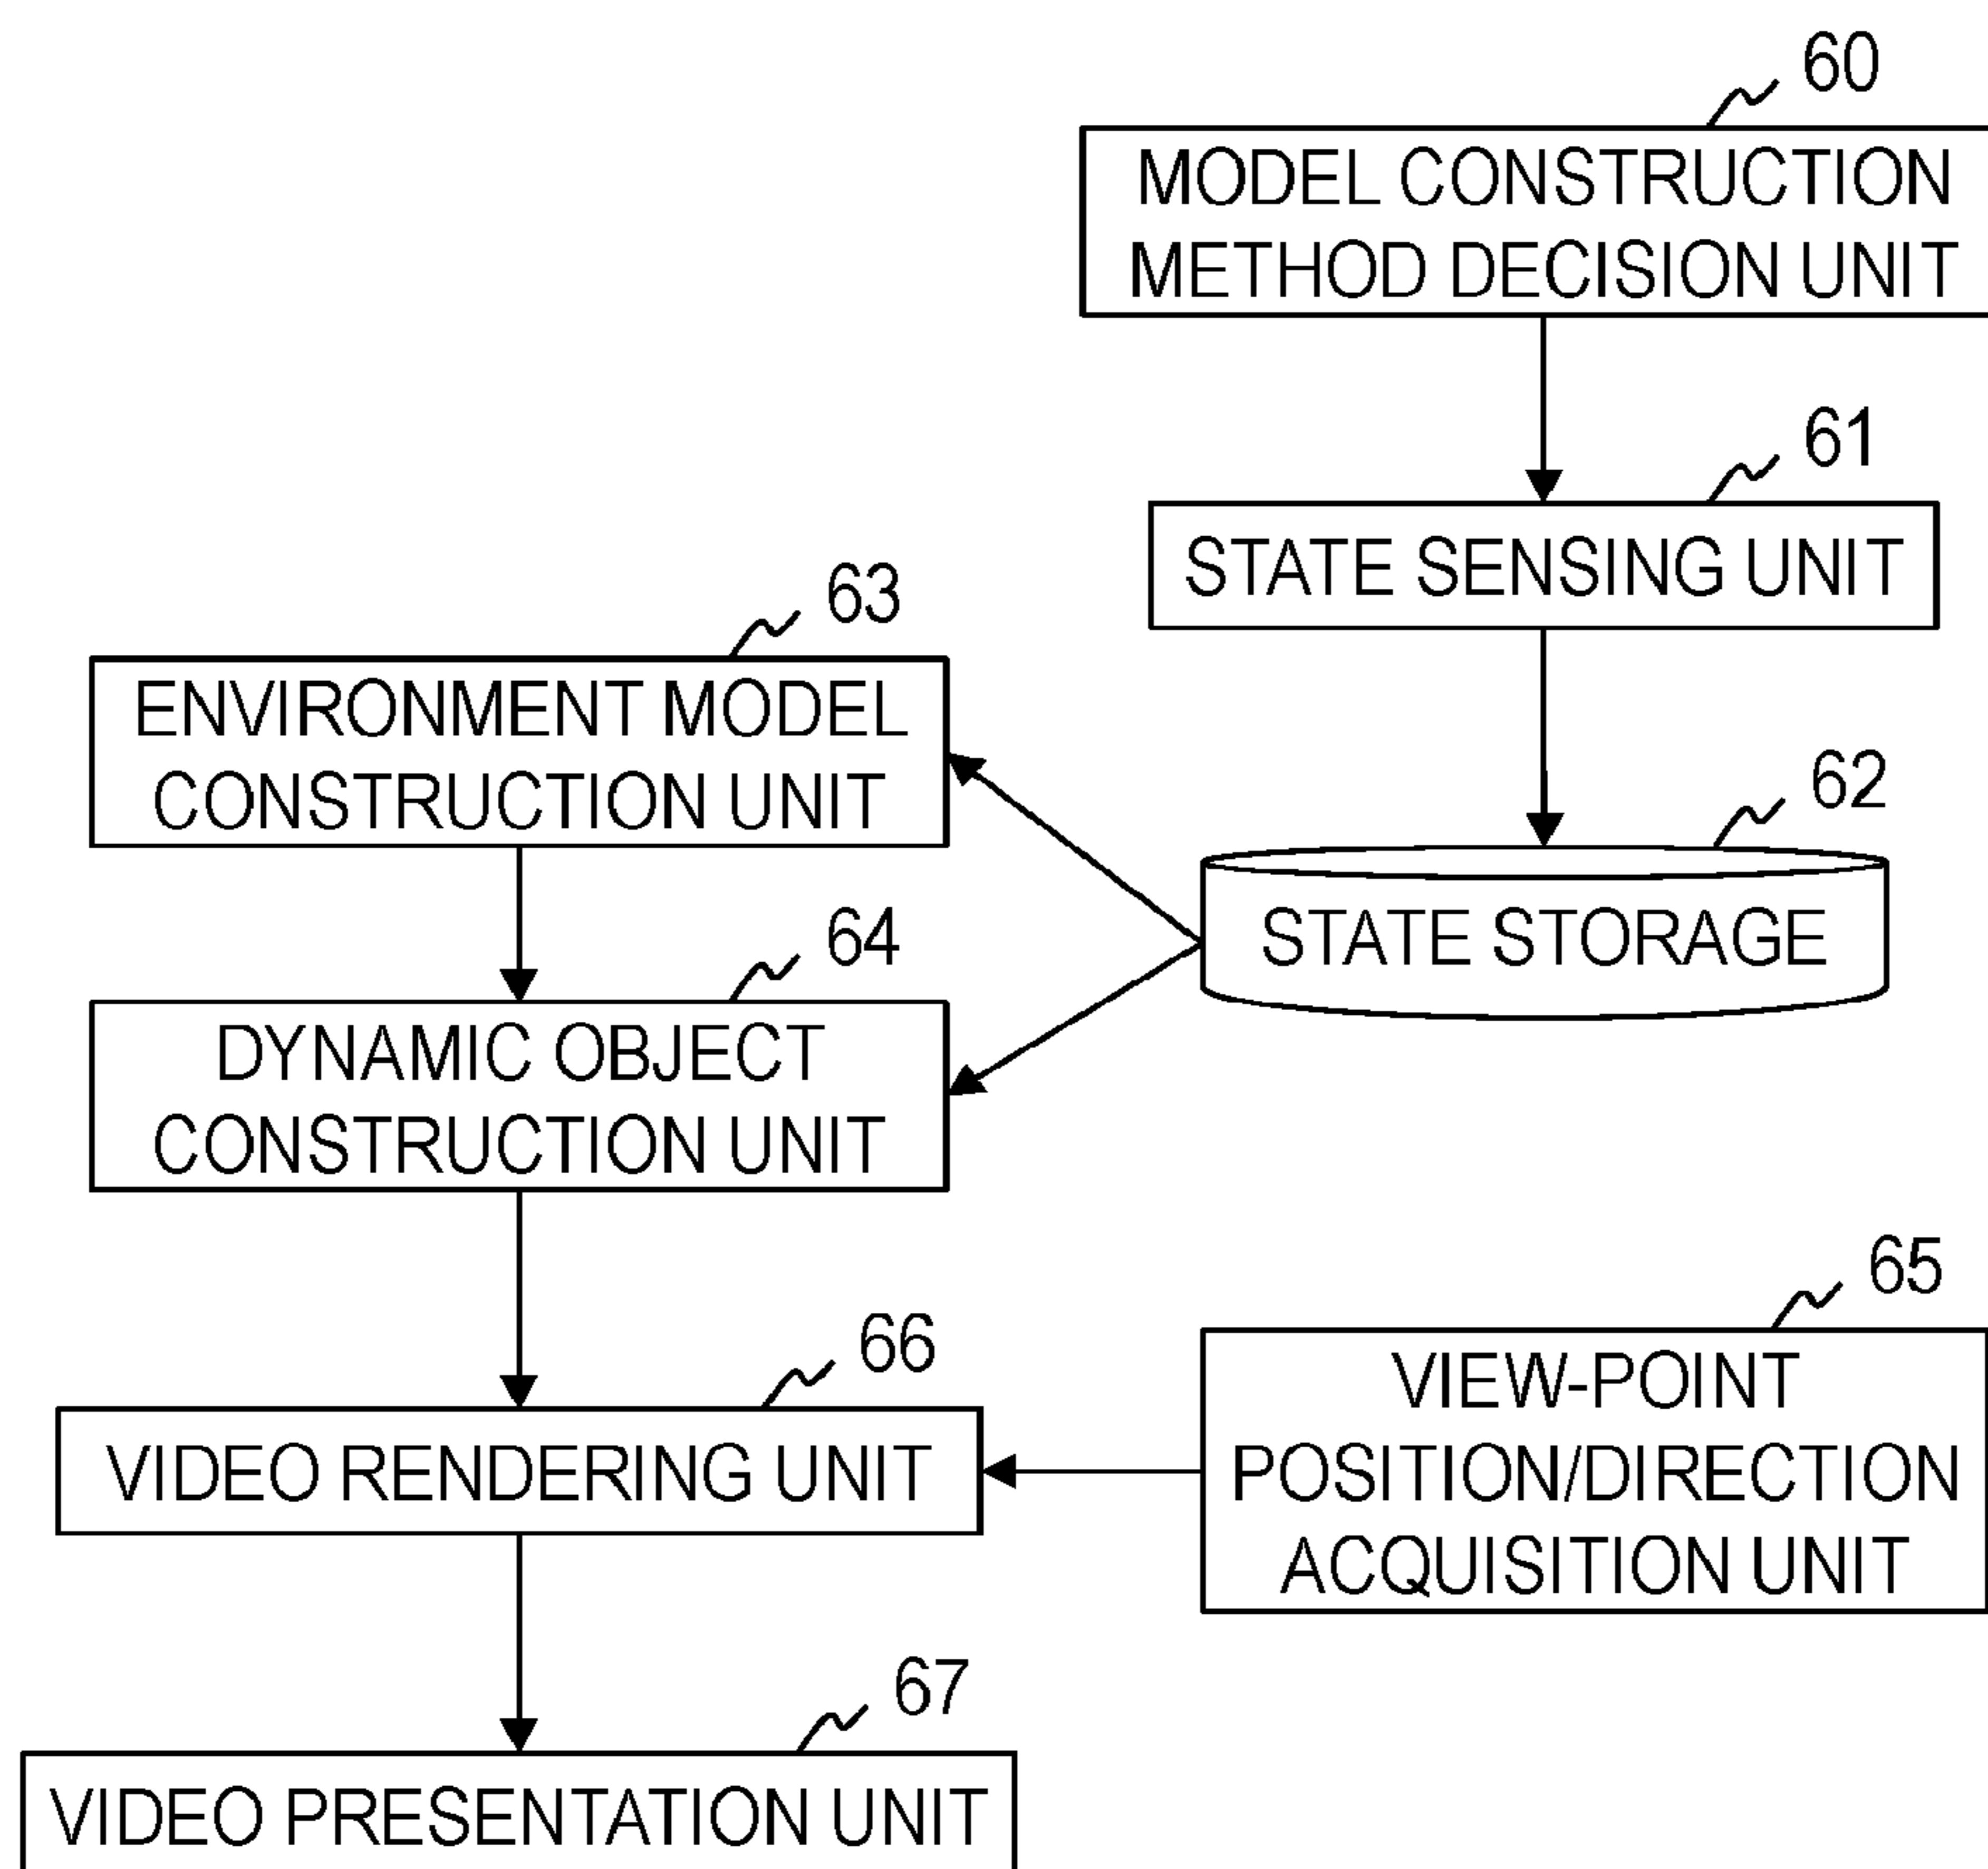 60
MODEL CONSTRUCTION
METHOD DECISION UNIT
61
STATE SENSING UNIT
63
ENVIRONMENT MODEL
CONSTRUCTION UNIT
62
STATE STORAGE
64
DYNAMIC OBJECT
CONSTRUCTION UNIT
65
VIEW-POINT
POSITION/DIRECTION
ACQUISITION UNIT
66
VIDEO RENDERING UNIT
67
VIDEO PRESENTATION UNIT